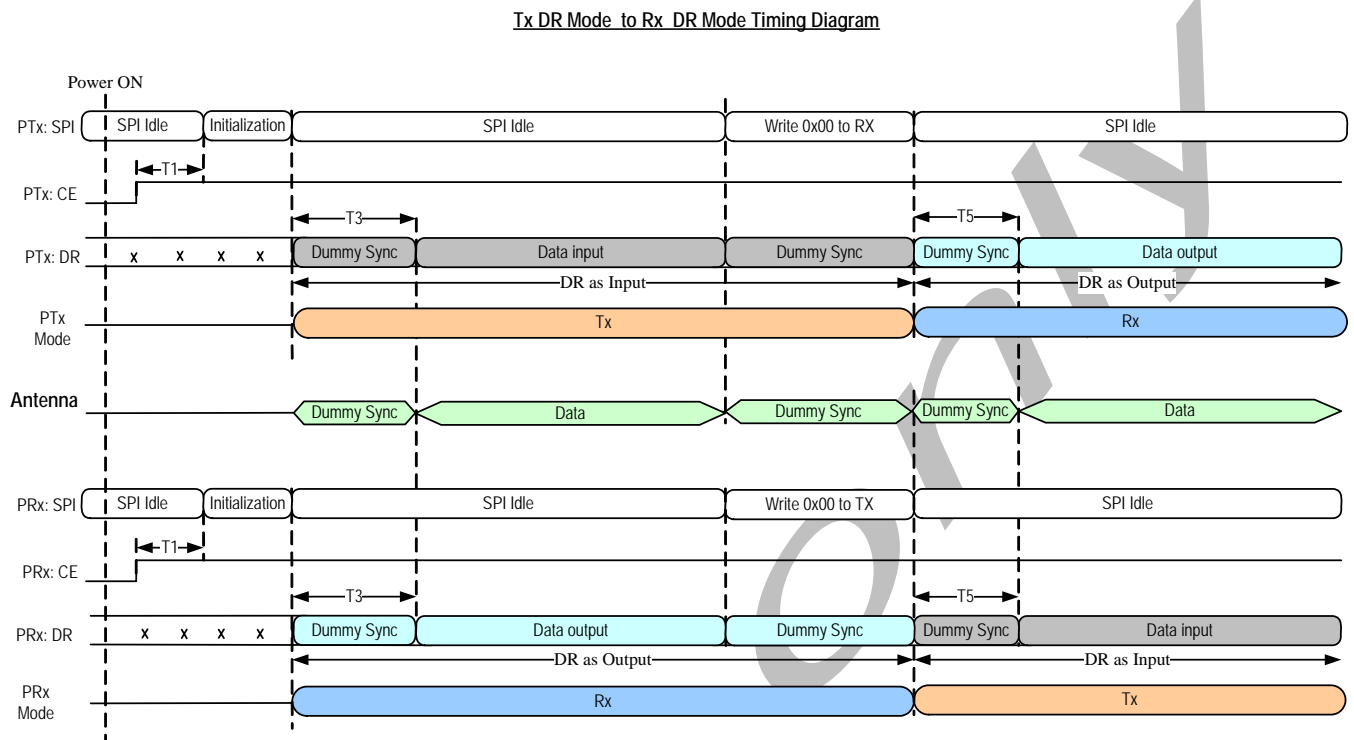 Tx DR Mode to Rx DR Mode Timing Diagram
Power ON
PTx: SPI SPI Idle Initialization SPI Idle Write 0x00 to RX SPI Idle
T1
PTx: CE
T3 T5
PTx: DR x x x x Dummy Sync Data input Dummy Sync Dummy Sync Data output
DR as Input DR as Output
PTx
Mode
Tx Rx
Antenna Dummy Sync Data Dummy Sync Dummy Sync Data
PRx: SPI SPI Idle Initialization SPI Idle Write 0x00 to TX SPI Idle
T1
PRx: CE
T3 T5
PRx: DR x x x x Dummy Sync Data output Dummy Sync Dummy Sync Data input
DR as Output DR as Input
PRx
Mode
Rx Tx
only